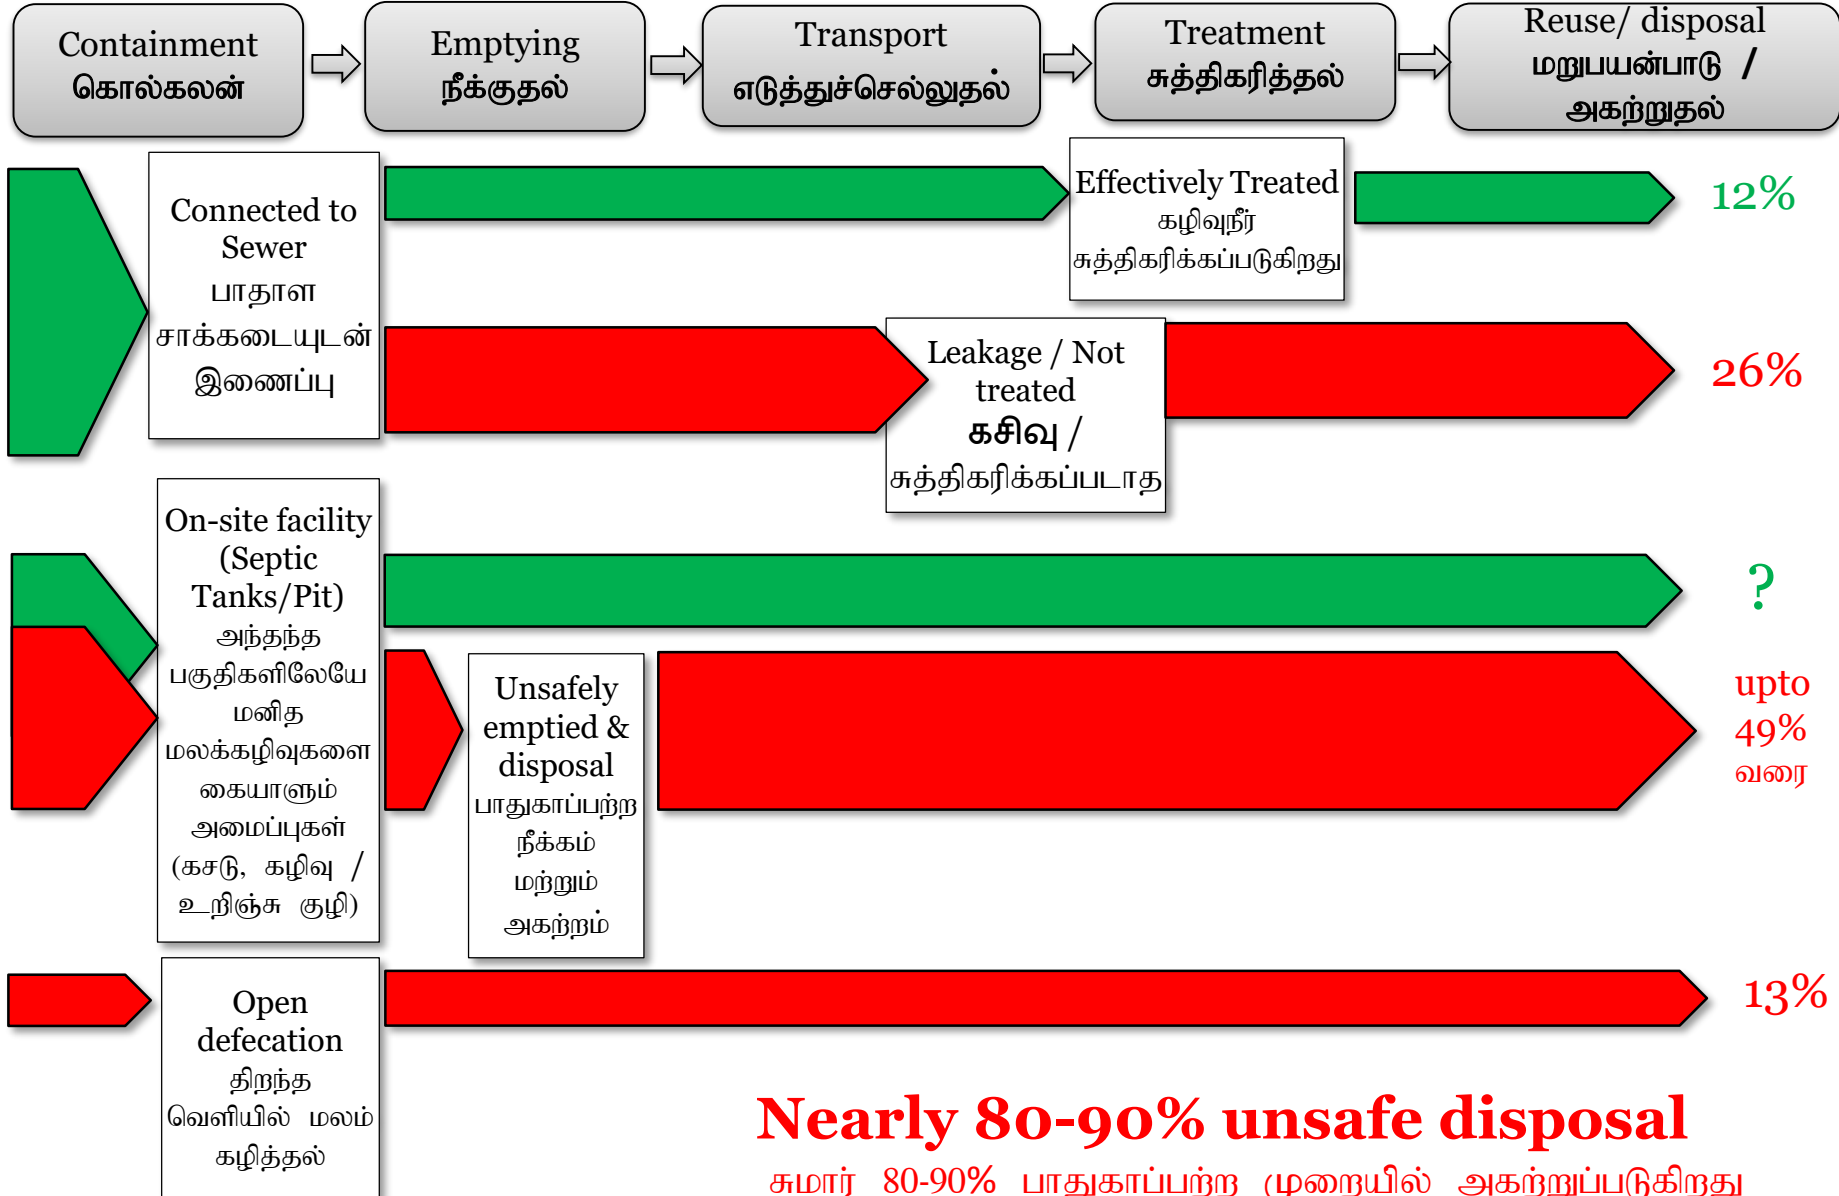 Containment
கொல்கலன்
Emptying
நீக்குதல்
Transport
எடுத்துச்செல்லுதல்
Treatment
சுத்திகரித்தல்
Reuse/ disposal
மறுபயன்பாடு /
அகற்றுதல்
Connected to
Sewer
பாதாள
சாக்கடையுடன்
இணைப்பு
Effectively Treated
கழிவுநீர்
சுத்திகரிக்கப்படுகிறது
12%
Leakage / Not
treated
கசிவு /
சுத்திகரிக்கப்படாத
26%
On-site facility
(Septic
Tanks/Pit)
அந்தந்த
பகுதிகளிலேயே
மனித
மலக்கழிவுகளை
கையாளும்
அமைப்புகள்
(கசடு, கழிவு /
உறிஞ்சு குழி)
?
Unsafely
emptied &
disposal
பாதுகாப்பற்ற
நீக்கம்
மற்றும்
அகற்றம்
upto
49%
வரை
Open
defecation
திறந்த
வெளியில் மலம்
கழித்தல்
13%
Nearly 80-90% unsafe disposal
சுமார் 80-90% பாதுகாப்பற்ற முறையில் அகற்றுப்படுகிறது